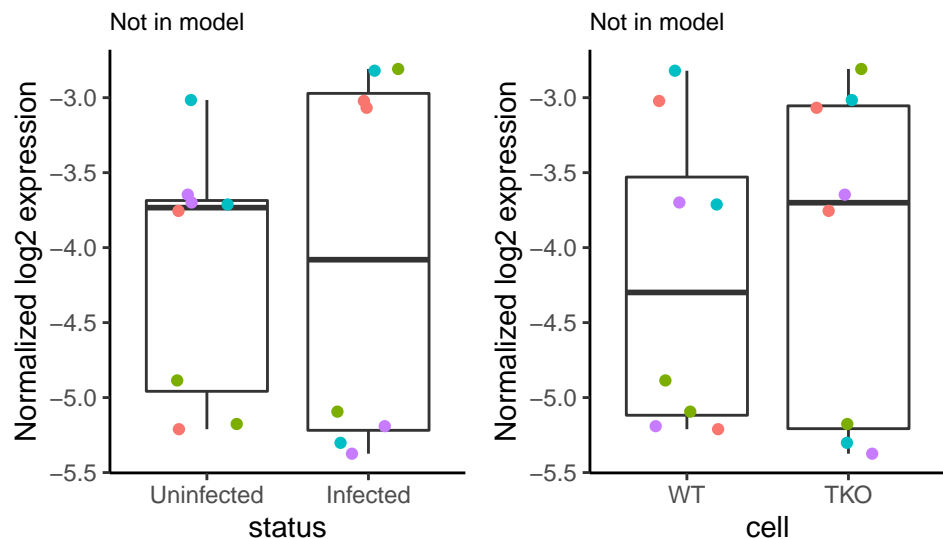 Not in model
Normalized log2 expression
−3.0
−3.5
−4.0
−4.5
−5.0
−5.5
Uninfected Infected
status
Not in model
Normalized log2 expression
−3.0
−3.5
−4.0
−4.5
−5.0
−5.5
WT TKO
cell